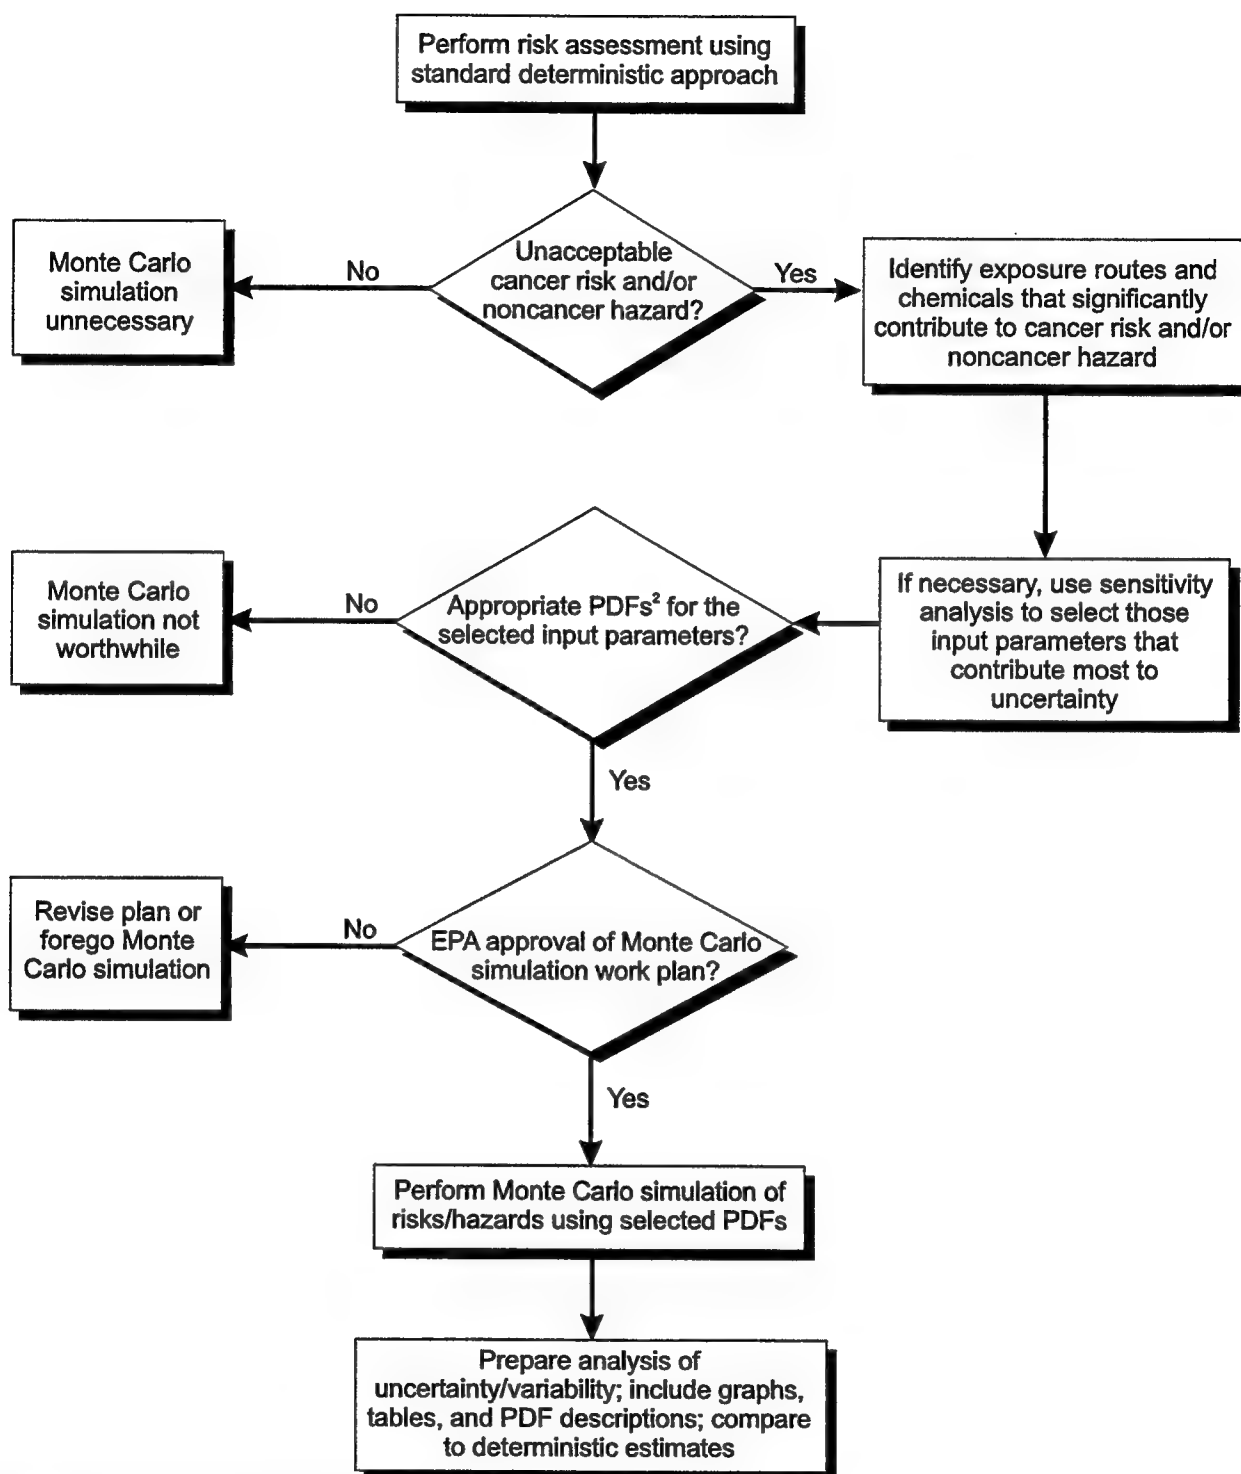 Perform risk assessment using
standard deterministic approach
Unacceptable
cancer risk and/or
noncancer hazard?
No
Yes
Monte Carlo
simulation
unnecessary
Identify exposure routes and
chemicals that significantly
contribute to cancer risk and/or
noncancer hazard
If necessary, use sensitivity
analysis to select those
input parameters that
contribute most to
uncertainty
Appropriate PDFs² for the
selected input parameters?
No
Monte Carlo
simulation not
worthwhile
Yes
EPA approval of Monte Carlo
simulation work plan?
No
Revise plan or
forego Monte
Carlo simulation
Yes
Perform Monte Carlo simulation of
risks/hazards using selected PDFs
Prepare analysis of
uncertainty/variability; include graphs,
tables, and PDF descriptions; compare
to deterministic estimates